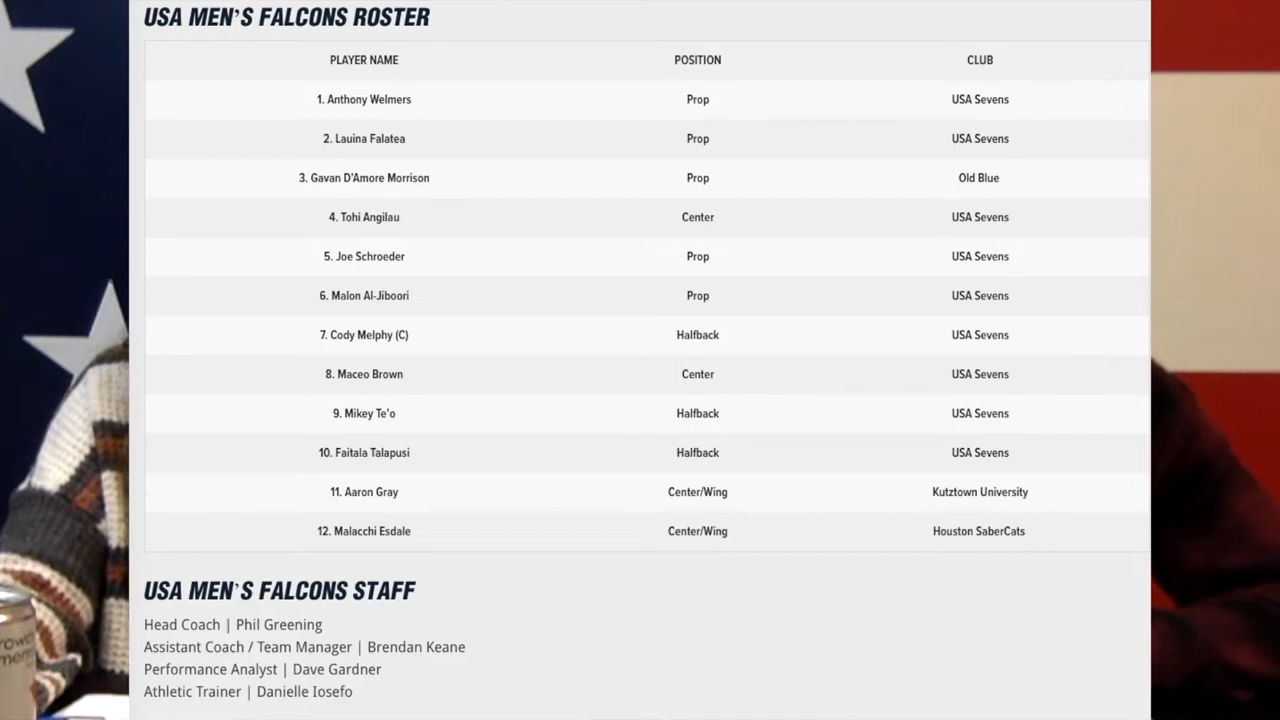 USA MEN'S FALCONS ROSTER
PLAYER NAME POSITION CLUB
1. Anthony Welmers Prop USA Sevens
2. Lauina Falatea Prop USA Sevens
3. Gavan D'Amore Morrison Prop Old Blue
4. Tohi Angilau Center USA Sevens
5. Joe Schroeder Prop USA Sevens
6. Malon Al-Jiboori Prop USA Sevens
7. Cody Melphy (C) Halfback USA Sevens
8. Maceo Brown Center USA Sevens
9. Mikey Te'o Halfback USA Sevens
10. Faitala Talapusi Halfback USA Sevens
11. Aaron Gray Center/Wing Kutztown University
12. Malacchi Esdale Center/Wing Houston SaberCats
USA MEN'S FALCONS STAFF
Head Coach | Phil Greening
Assistant Coach / Team Manager | Brendan Keane
Performance Analyst | Dave Gardner
Athletic Trainer | Danielle Iosefo